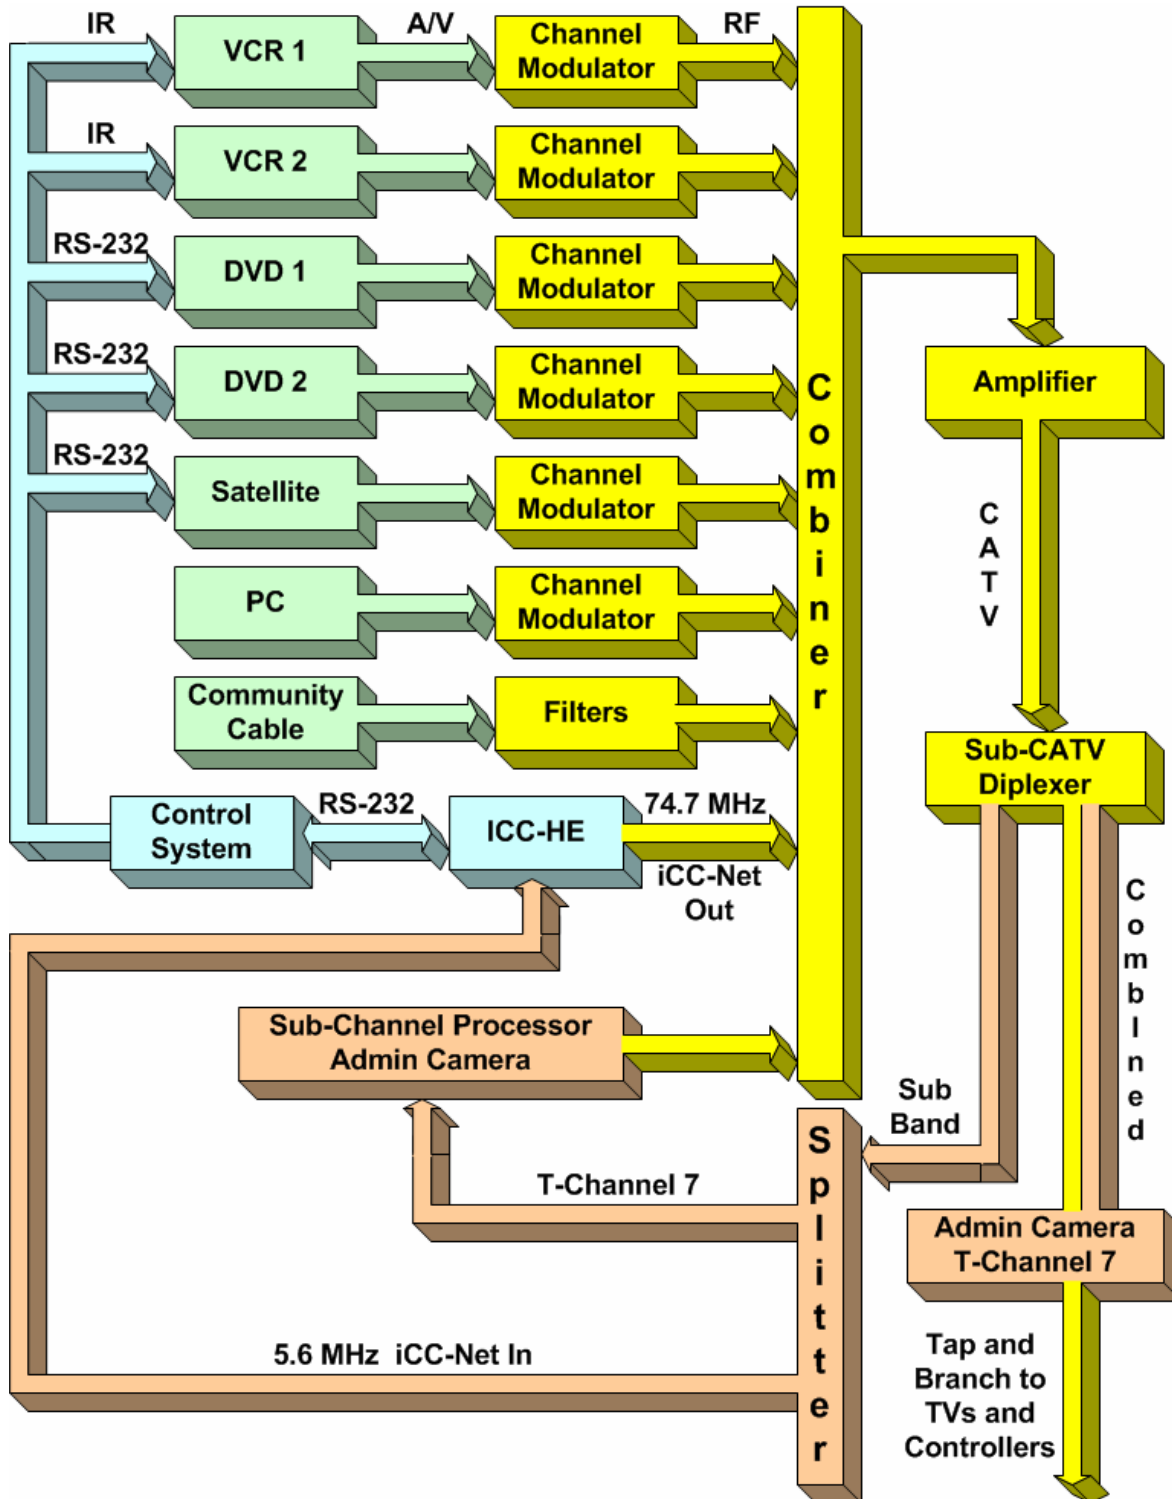 IR
A/V
RF
VCR 1
Channel
Modulator
IR
VCR 2
Channel
Modulator
RS-232
DVD 1
Channel
Modulator
RS-232
DVD 2
Channel
Modulator
RS-232
Satellite
Channel
Modulator
PC
Channel
Modulator
Community
Cable
Filters
Combiner
Amplifier
CATV
Sub-CATV
Diplexer
Control
System
RS-232
ICC-HE
74.7 MHz
iCC-Net
Out
CombIned
Sub-Channel Processor
Admin Camera
Sub
Band
Splitter
T-Channel 7
Admin Camera
T-Channel 7
5.6 MHz iCC-Net In
Tap and
Branch to
TVs and
Controllers